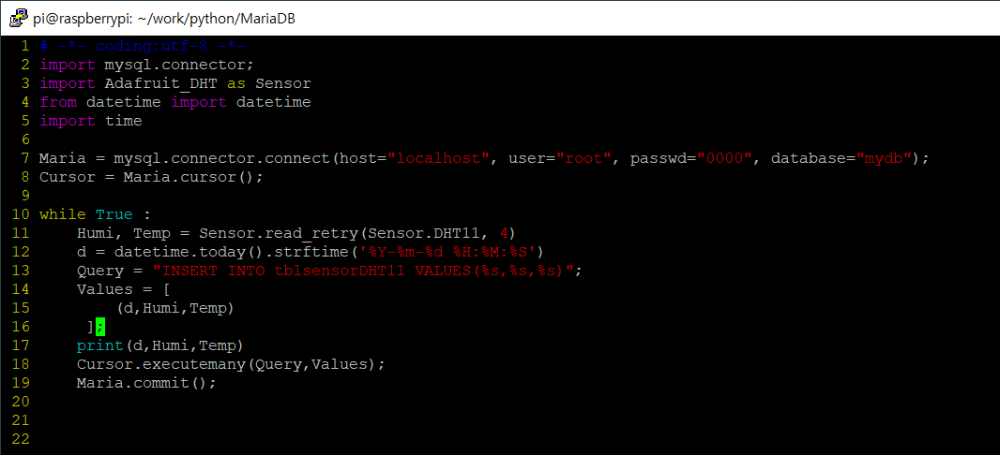 pi@raspberrypi: ~/work/python/MariaDB
1 # -*- coding:utf-8 -*-
2 import mysql.connector;
3 import Adafruit_DHT as Sensor
4 from datetime import datetime
5 import time
6
7 Maria = mysql.connector.connect(host="localhost", user="root", passwd="0000", database="mydb");
8 Cursor = Maria.cursor();
9
10 while True :
11     Humi, Temp = Sensor.read_retry(Sensor.DHT11, 4)
12     d = datetime.today().strftime('%Y-%m-%d %H:%M:%S')
13     Query = "INSERT INTO tblsensorDHT11 VALUES(%s,%s,%s)";
14     Values = [
15         (d,Humi,Temp)
16      ];
17     print(d,Humi,Temp)
18     Cursor.executemany(Query,Values);
19     Maria.commit();
20
21
22